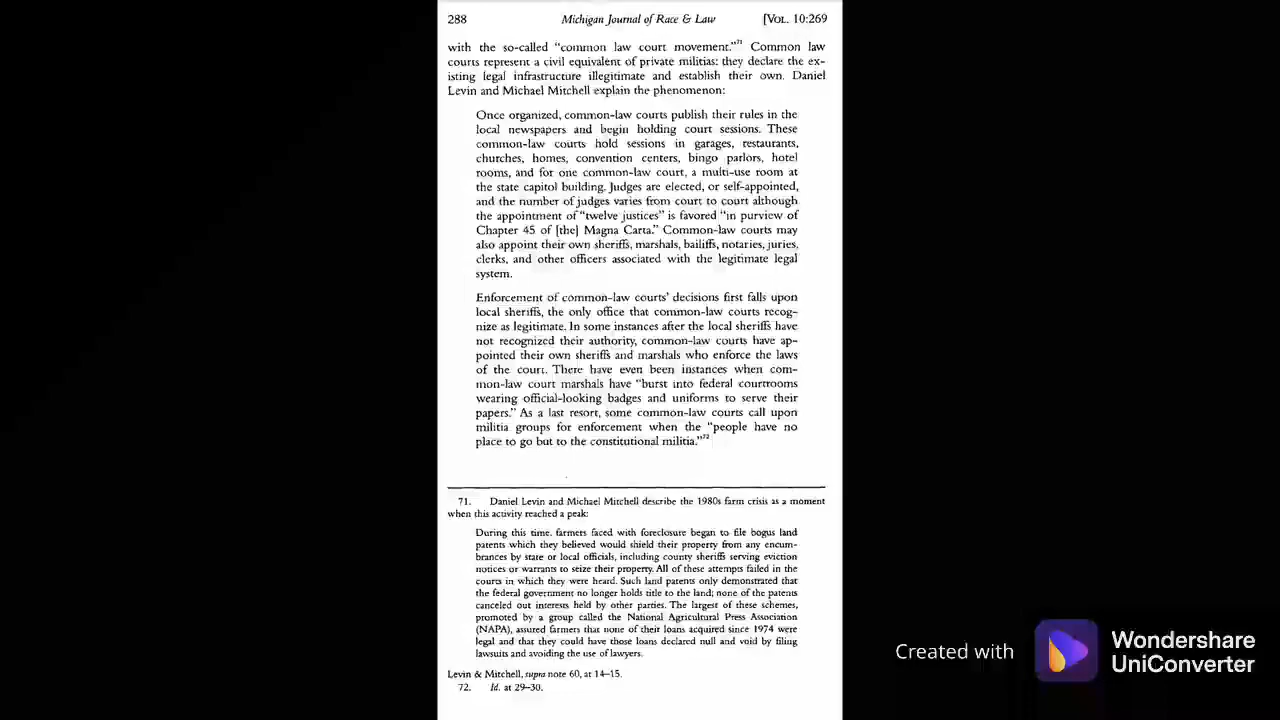 288 Michigan Journal of Race & Law [VOL. 10:269
with the so-called “common law court movement.”71 Common law
courts represent a civil equivalent of private militias: they declare the ex-
isting legal infrastructure illegitimate and establish their own. Daniel
Levin and Michael Mitchell explain the phenomenon:
Once organized, common-law courts publish their rules in the
local newspapers and begin holding court sessions. These
common-law courts hold sessions in garages, restaurants,
churches, homes, convention centers, bingo parlors, hotel
rooms, and for one common-law court, a multi-use room at
the state capitol building. Judges are elected, or self-appointed,
and the number of judges varies from court to court although
the appointment of “twelve justices” is favored “in purview of
Chapter 45 of [the] Magna Carta.” Common-law courts may
also appoint their own sheriffs, marshals, bailiffs, notaries, juries,
clerks, and other officers associated with the legitimate legal
system.
Enforcement of common-law courts’ decisions first falls upon
local sheriffs, the only office that common-law courts recog-
nize as legitimate. In some instances after the local sheriffs have
not recognized their authority, common-law courts have ap-
pointed their own sheriffs and marshals who enforce the laws
of the court. There have even been instances when com-
mon-law court marshals have “burst into federal courtrooms
wearing official-looking badges and uniforms to serve their
papers.” As a last resort, some common-law courts call upon
militia groups for enforcement when the “people have no
place to go but to the constitutional militia.”72
71. Daniel Levin and Michael Mitchell describe the 1980s farm crisis as a moment
when this activity reached a peak:
During this time, farmers faced with foreclosure began to file bogus land
patents which they believed would shield their property from any encum-
brances by state or local officials, including county sheriffs serving eviction
notices or warrants to seize their property. All of these attempts failed in the
courts in which they were heard. Such land patents only demonstrated that
the federal government no longer holds title to the land; none of the patents
canceled out interests held by other parties. The largest of these schemes,
promoted by a group called the National Agricultural Press Association
(NAPA), assured farmers that none of their loans acquired since 1974 were
legal and that they could have those loans declared null and void by filing
lawsuits and avoiding the use of lawyers.
Levin & Mitchell, supra note 60, at 14–15.
72. Id. at 29–30.
Created with Wondershare
UniConverter